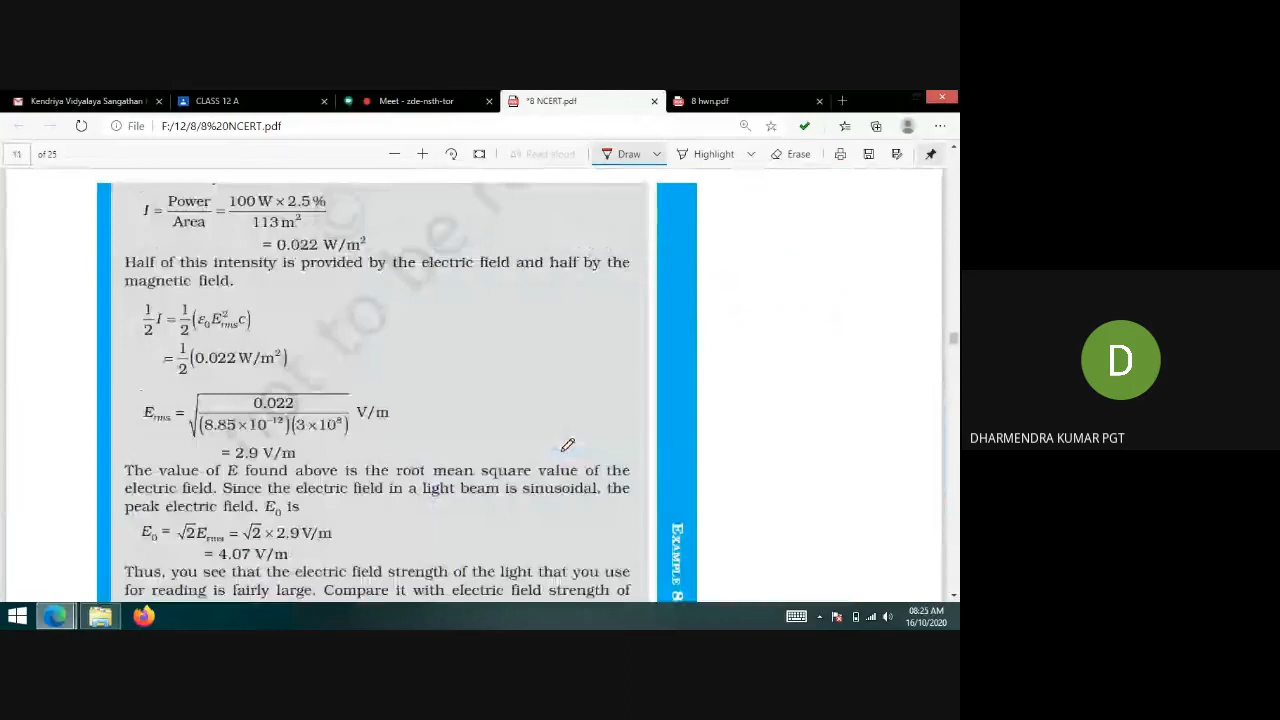 Kendriya Vidyalaya Sangathan
CLASS 12 A
Meet - zde-nsth-tor
*8 NCERT.pdf
8 hwn.pdf
File F:/12/8/8%20NCERT.pdf
11 of 25
Read aloud
Draw
Highlight
Erase
I = Power/Area = 100 W × 2.5 % / 113 m²
= 0.022 W/m²
Half of this intensity is provided by the electric field and half by the
magnetic field.
1/2 I = 1/2 (ε₀E²rms c)
= 1/2 (0.022 W/m²)
Erms = √(0.022 / (8.85×10⁻¹²)(3×10⁸)) V/m
= 2.9 V/m
The value of E found above is the root mean square value of the
electric field. Since the electric field in a light beam is sinusoidal, the
peak electric field, E₀ is
E₀ = √2Erms = √2 × 2.9 V/m
= 4.07 V/m
Thus, you see that the electric field strength of the light that you use
for reading is fairly large. Compare it with electric field strength of
EXAMPLE 8
not to be re
08:25 AM
16/10/2020
D
DHARMENDRA KUMAR PGT